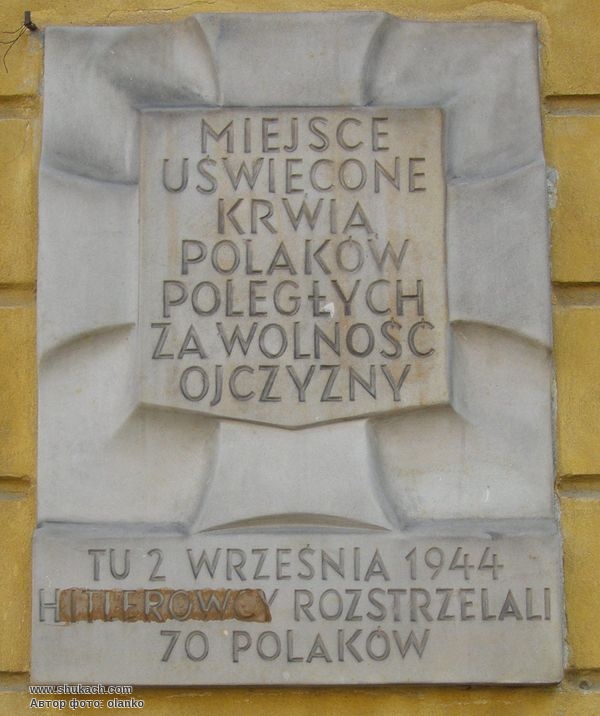 MIEJSCE
UŚWIĘCONE
KRWIĄ
POLAKÓW
POLEGŁYCH
ZA WOLNOŚĆ
OJCZYZNY
TU 2 WRZEŚNIA 1944
HITLEROWCY ROZSTRZELALI
70 POLAKÓW
www.shukach.com
Автор фото: olanko